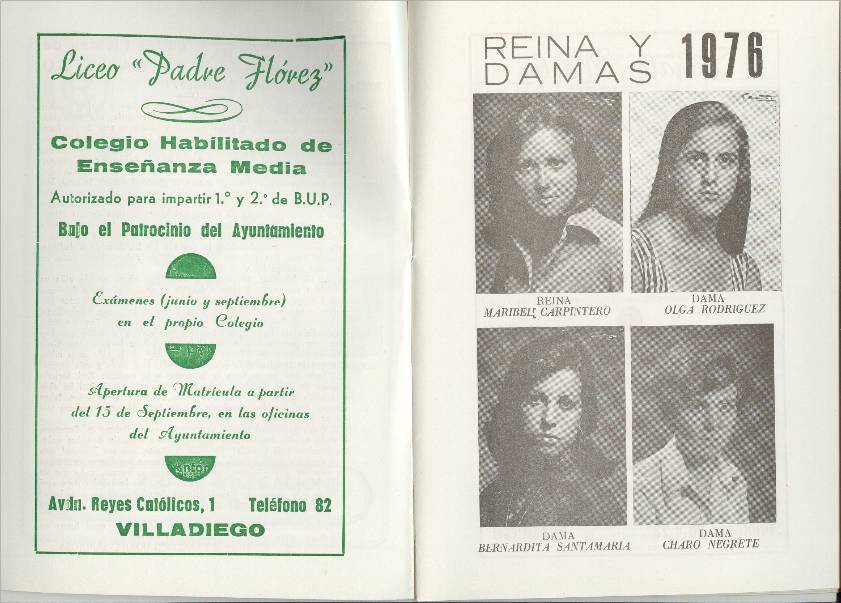 Liceo "Padre Flórez"
Colegio Habilitado de
Enseñanza Media
Autorizado para impartir 1.º y 2.º de B.U.P.
Bajo el Patrocinio del Ayuntamiento
Exámenes (junio y septiembre)
en el propio Colegio
Apertura de Matrícula a partir
del 15 de Septiembre, en las oficinas
del Ayuntamiento
Avda. Reyes Católicos, 1 Teléfono 82
VILLADIEGO
REINA Y
DAMAS 1976
REINA
MARIBEL CARPINTERO
DAMA
OLGA RODRIGUEZ
DAMA
BERNARDITA SANTAMARIA
DAMA
CHARO NEGRETE